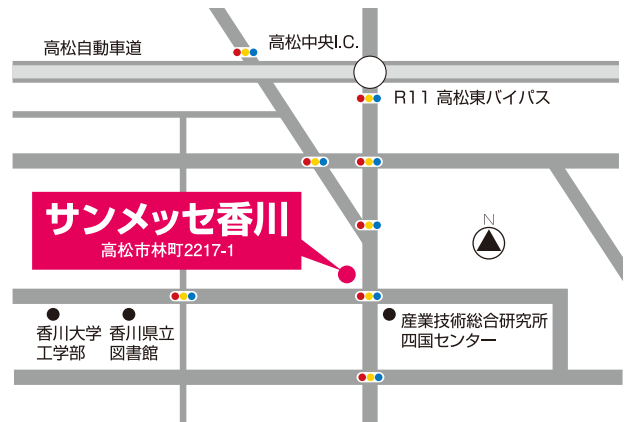 高松自動車道
高松中央I.C.
R11 高松東バイパス
サンメッセ香川
高松市林町2217-1
N
香川大学
工学部
香川県立
図書館
産業技術総合研究所
四国センター